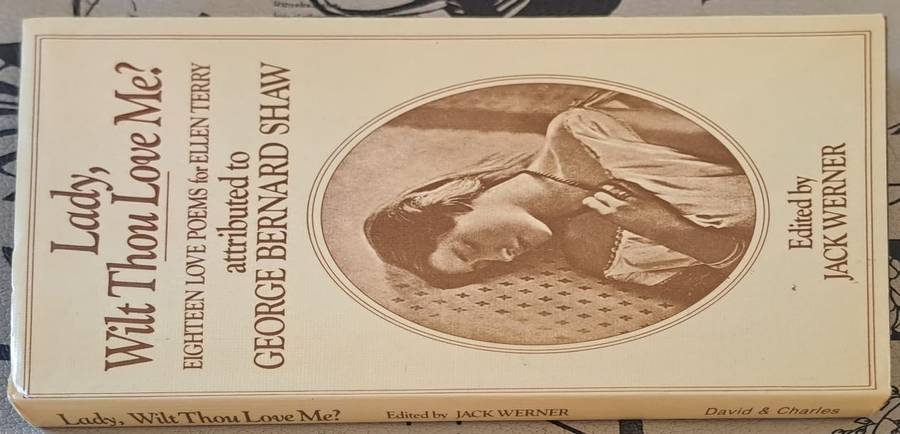 Lady,
Wilt Thou Love Me?
EIGHTEEN LOVE POEMS for ELLEN TERRY
attributed to
GEORGE BERNARD SHAW
Edited by
JACK WERNER
Lady, Wilt Thou Love Me? Edited by JACK WERNER David & Charles